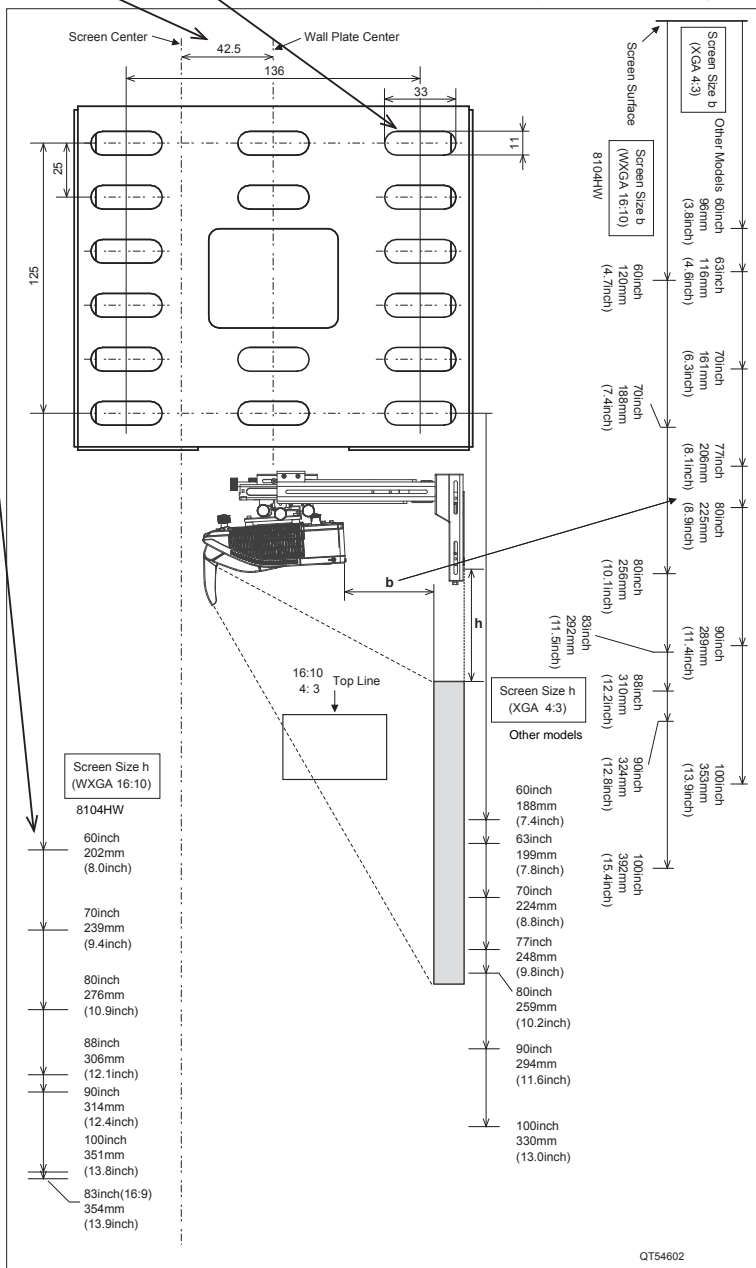 Screen Center
Wall Plate Center
42.5
136
33
11
25
125
Screen Surface
Screen Size b
(XGA 4:3)
Other Models
60inch
96mm
(3.8inch)
63inch
116mm
(4.6inch)
70inch
161mm
(6.3inch)
77inch
206mm
(8.1inch)
80inch
225mm
(8.9inch)
90inch
289mm
(11.4inch)
100inch
353mm
(13.9inch)
Screen Size b
(WXGA 16:10)
8104HW
60inch
120mm
(4.7inch)
70inch
188mm
(7.4inch)
80inch
256mm
(10.1inch)
83inch
292mm
(11.5inch)
88inch
310mm
(12.2inch)
90inch
324mm
(12.8inch)
100inch
392mm
(15.4inch)
b
h
16:10
4: 3
Top Line
Screen Size h
(XGA 4:3)
Other models
60inch
188mm
(7.4inch)
63inch
199mm
(7.8inch)
70inch
224mm
(8.8inch)
77inch
248mm
(9.8inch)
80inch
259mm
(10.2inch)
90inch
294mm
(11.6inch)
100inch
330mm
(13.0inch)
Screen Size h
(WXGA 16:10)
8104HW
60inch
202mm
(8.0inch)
70inch
239mm
(9.4inch)
80inch
276mm
(10.9inch)
88inch
306mm
(12.1inch)
90inch
314mm
(12.4inch)
100inch
351mm
(13.8inch)
83inch(16:9)
354mm
(13.9inch)
QT54602